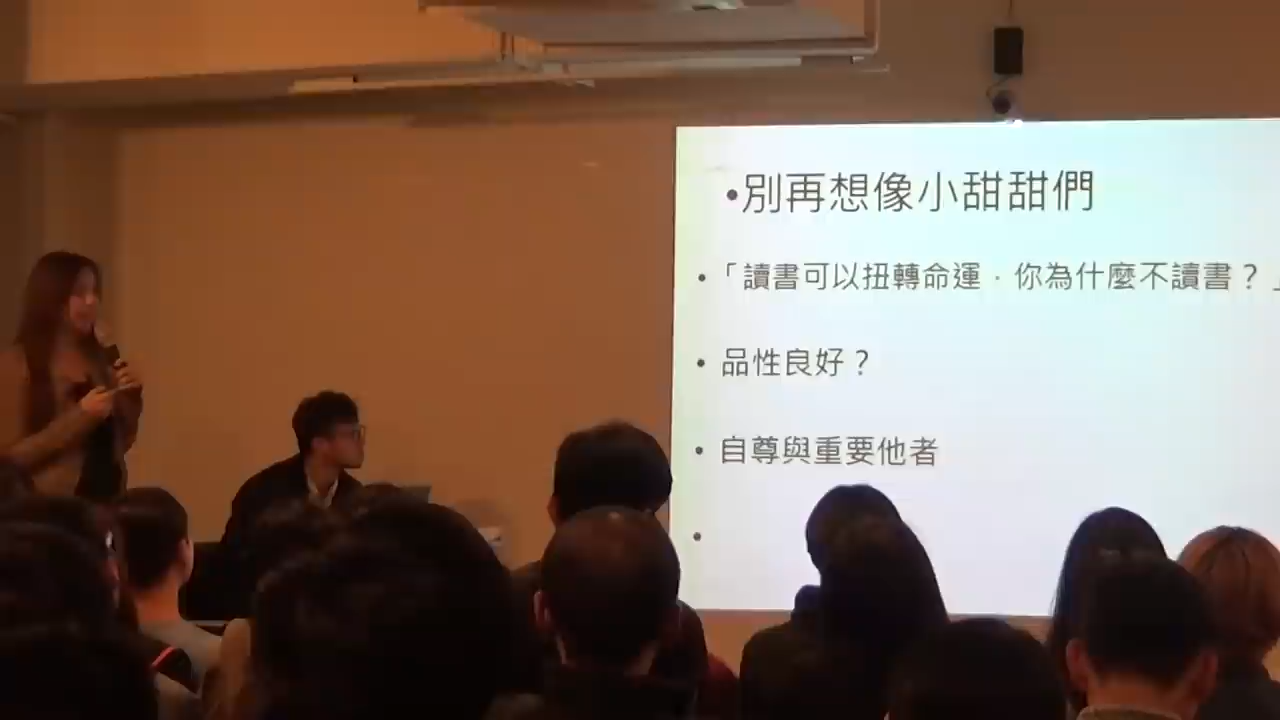 •別再想像小甜甜們
•「讀書可以扭轉命運，你為什麼不讀書？」
• 品性良好？
• 自尊與重要他者
•